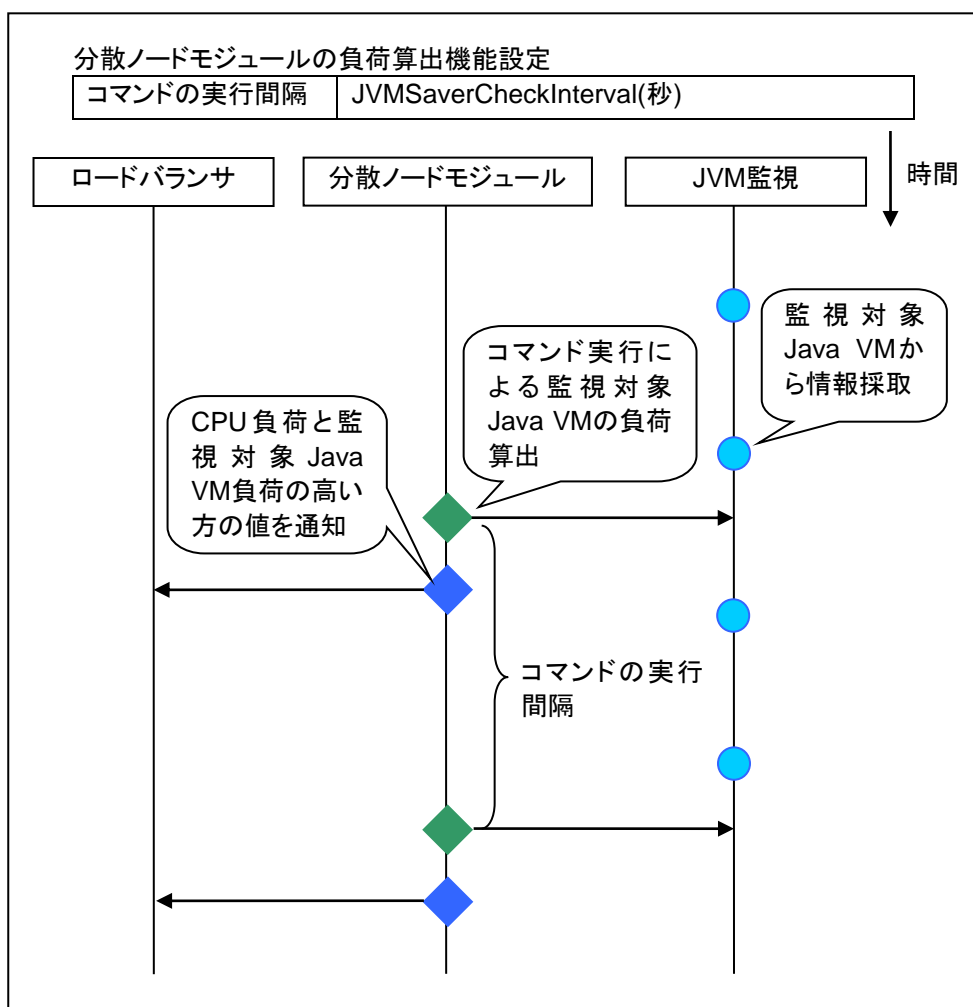 分散ノードモジュールの負荷算出機能設定
コマンドの実行間隔 JVMSaverCheckInterval(秒)
ロードバランサ 分散ノードモジュール JVM監視 時間
監視対象
Java VMか
ら情報採取
コマンド実行に
よる監視対象
Java VMの負荷
算出
CPU負荷と監
視対象Java
VM負荷の高い
方の値を通知
コマンドの実行
間隔